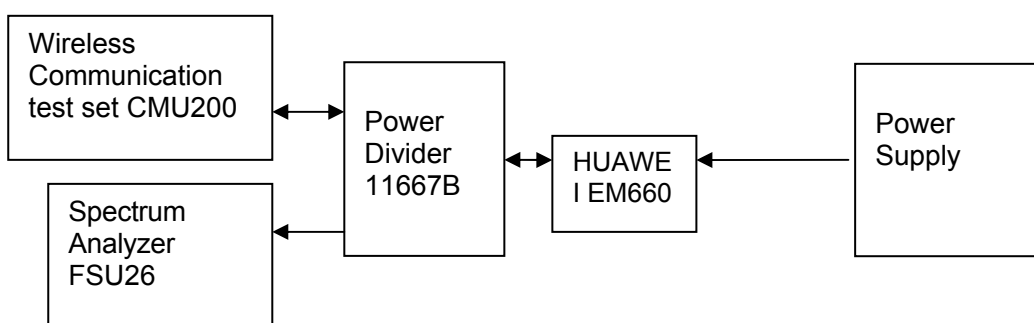 Wireless
Communication
test set CMU200
Power
Divider
11667B
HUAWE
I EM660
Power
Supply
Spectrum
Analyzer
FSU26